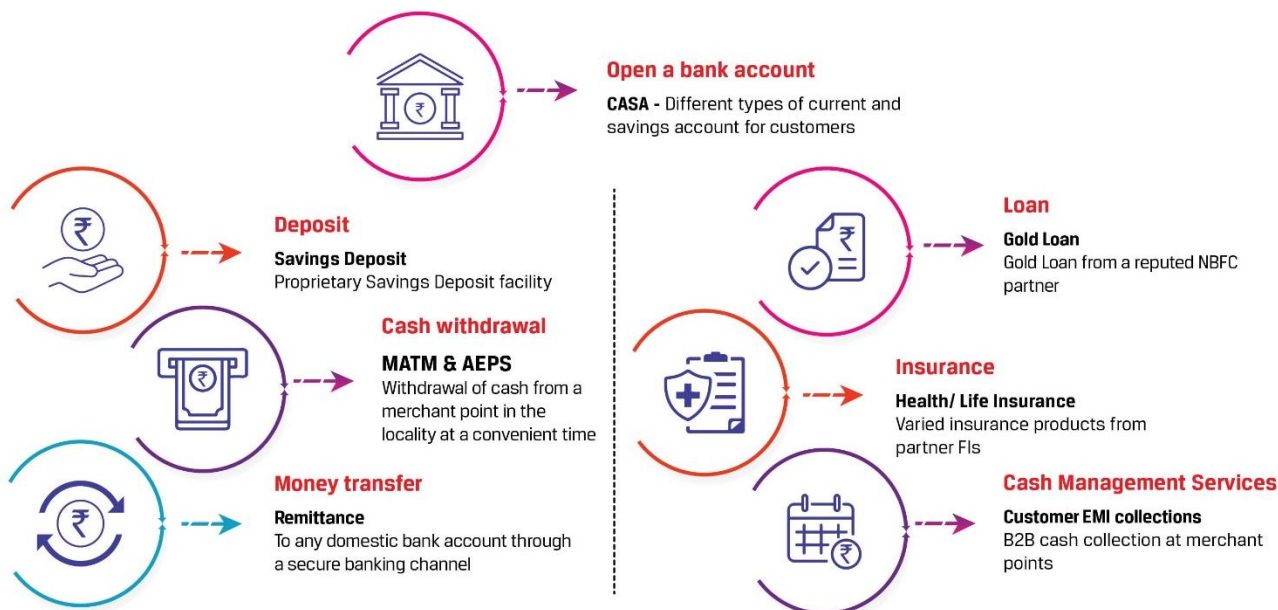 Open a bank account
CASA - Different types of current and
savings account for customers
Deposit
Savings Deposit
Proprietary Savings Deposit facility
Cash withdrawal
MATM & AEPS
Withdrawal of cash from a
merchant point in the
locality at a convenient time
Money transfer
Remittance
To any domestic bank account through
a secure banking channel
Loan
Gold Loan
Gold Loan from a reputed NBFC
partner
Insurance
Health/ Life Insurance
Varied insurance products from
partner FIs
Cash Management Services
Customer EMI collections
B2B cash collection at merchant
points